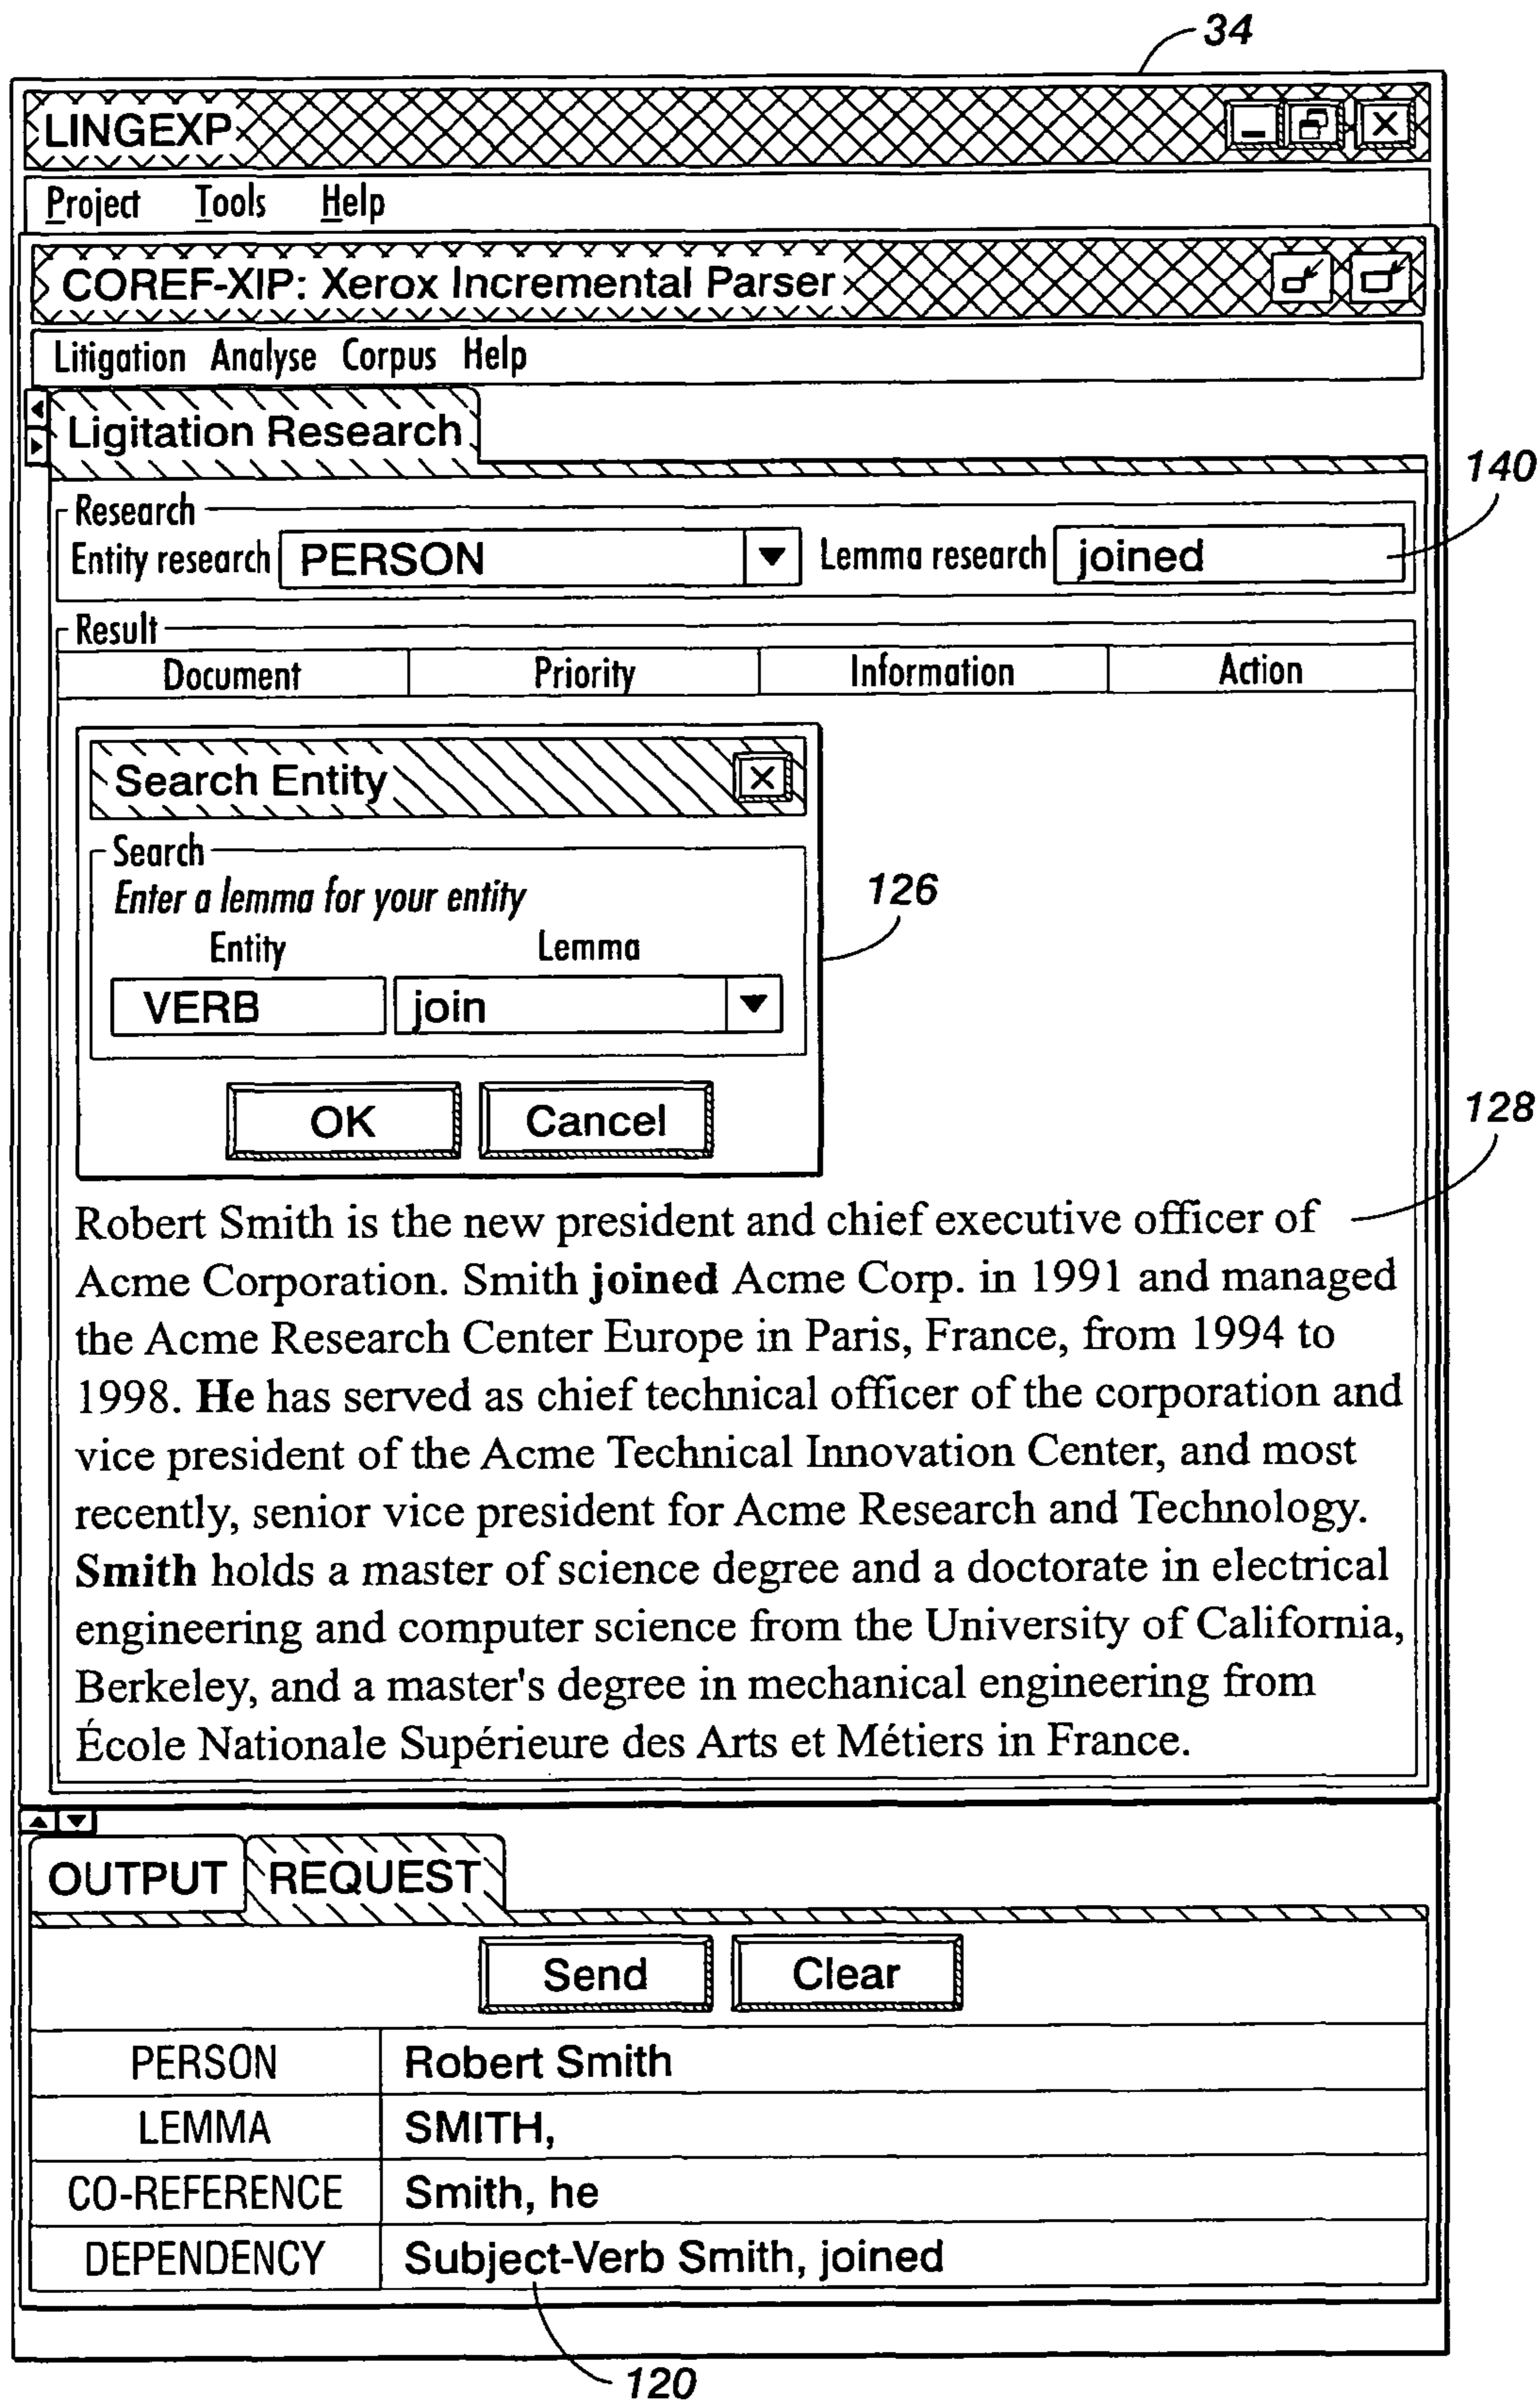 34
LINGEXP
Project Tools Help
COREF-XIP: Xerox Incremental Parser
Litigation Analyse Corpus Help
Ligitation Research
140
Research
Entity research PERSON Lemma research joined
Result
Document Priority Information Action
Search Entity
Search
Enter a lemma for your entity
126
Entity Lemma
VERB join
OK Cancel
128
Robert Smith is the new president and chief executive officer of
Acme Corporation. Smith joined Acme Corp. in 1991 and managed
the Acme Research Center Europe in Paris, France, from 1994 to
1998. He has served as chief technical officer of the corporation and
vice president of the Acme Technical Innovation Center, and most
recently, senior vice president for Acme Research and Technology.
Smith holds a master of science degree and a doctorate in electrical
engineering and computer science from the University of California,
Berkeley, and a master's degree in mechanical engineering from
École Nationale Supérieure des Arts et Métiers in France.
OUTPUT REQUEST
Send Clear
PERSON Robert Smith
LEMMA SMITH,
CO-REFERENCE Smith, he
DEPENDENCY Subject-Verb Smith, joined
120